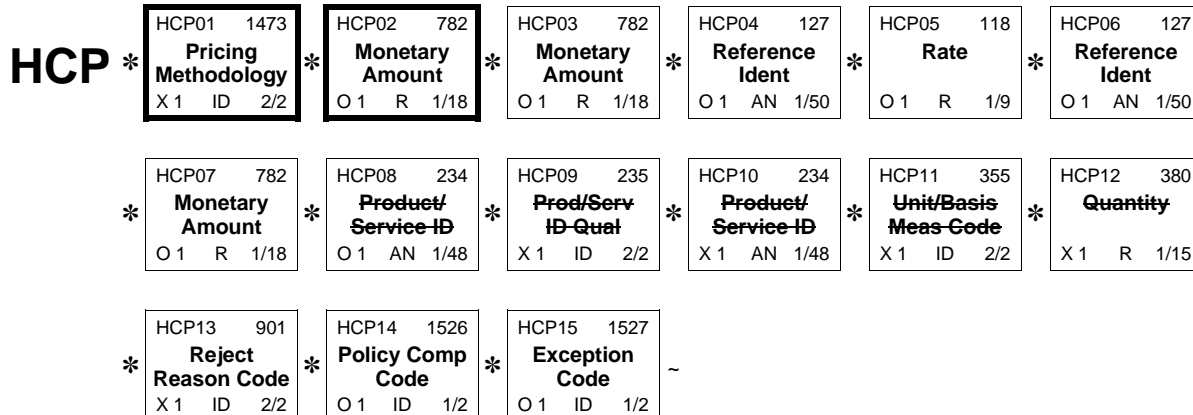 HCP01 1473 HCP02 782 HCP03 782 HCP04 127 HCP05 118 HCP06 127
HCP * Pricing * Monetary * Monetary * Reference * Rate * Reference
Methodology Amount Amount Ident Ident
X 1 ID 2/2 O 1 R 1/18 O 1 R 1/18 O 1 AN 1/50 O 1 R 1/9 O 1 AN 1/50
HCP07 782 HCP08 234 HCP09 235 HCP10 234 HCP11 355 HCP12 380
* Monetary * Product/ * Prod/Serv * Product/ * Unit/Basis * Quantity
Amount Service ID ID Qual Service ID Meas Code
O 1 R 1/18 O 1 AN 1/48 X 1 ID 2/2 X 1 AN 1/48 X 1 ID 2/2 X 1 R 1/15
HCP13 901 HCP14 1526 HCP15 1527
* Reject * Policy Comp * Exception ~
Reason Code Code Code
X 1 ID 2/2 O 1 ID 1/2 O 1 ID 1/2